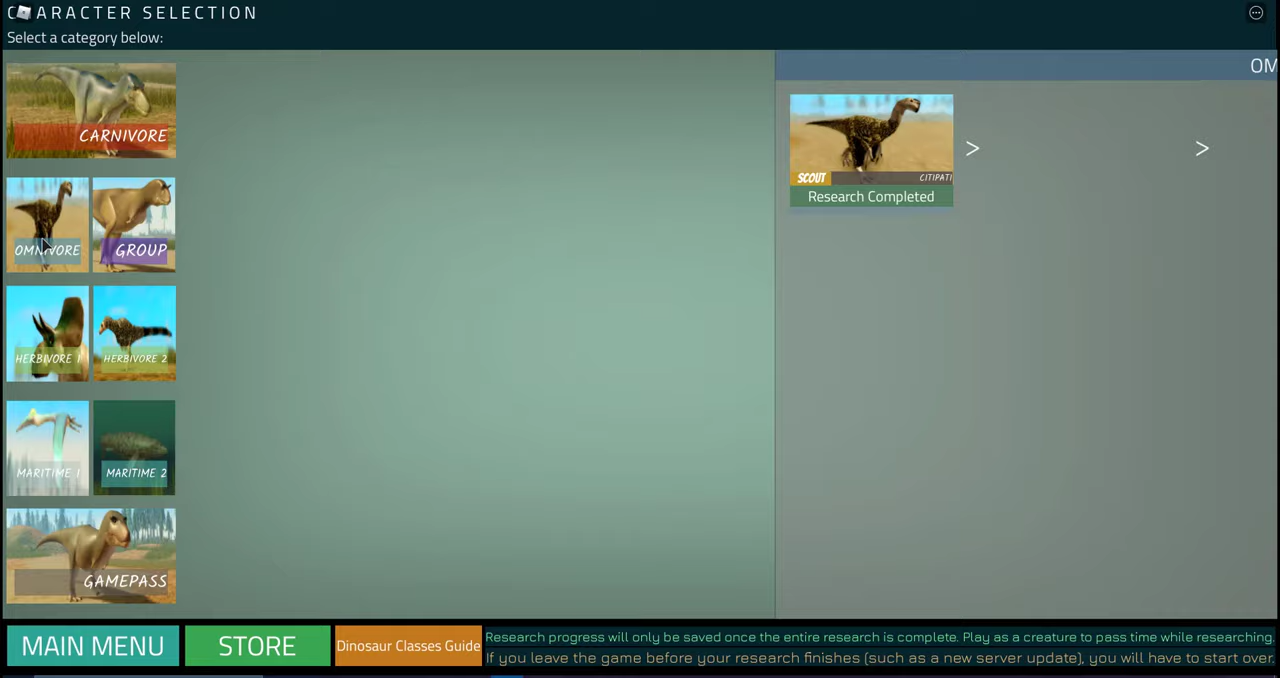 CHARACTER SELECTION
Select a category below:
OM
CARNIVORE
SCOUT
CITIPATI
>
>
Research Completed
OMNIVORE
GROUP
HERBIVORE 1
HERBIVORE 2
MARITIME 1
MARITIME 2
GAMEPASS
MAIN MENU
STORE
Dinosaur Classes Guide
Research progress will only be saved once the entire research is complete. Play as a creature to pass time while researching.
If you leave the game before your research finishes (such as a new server update), you will have to start over.